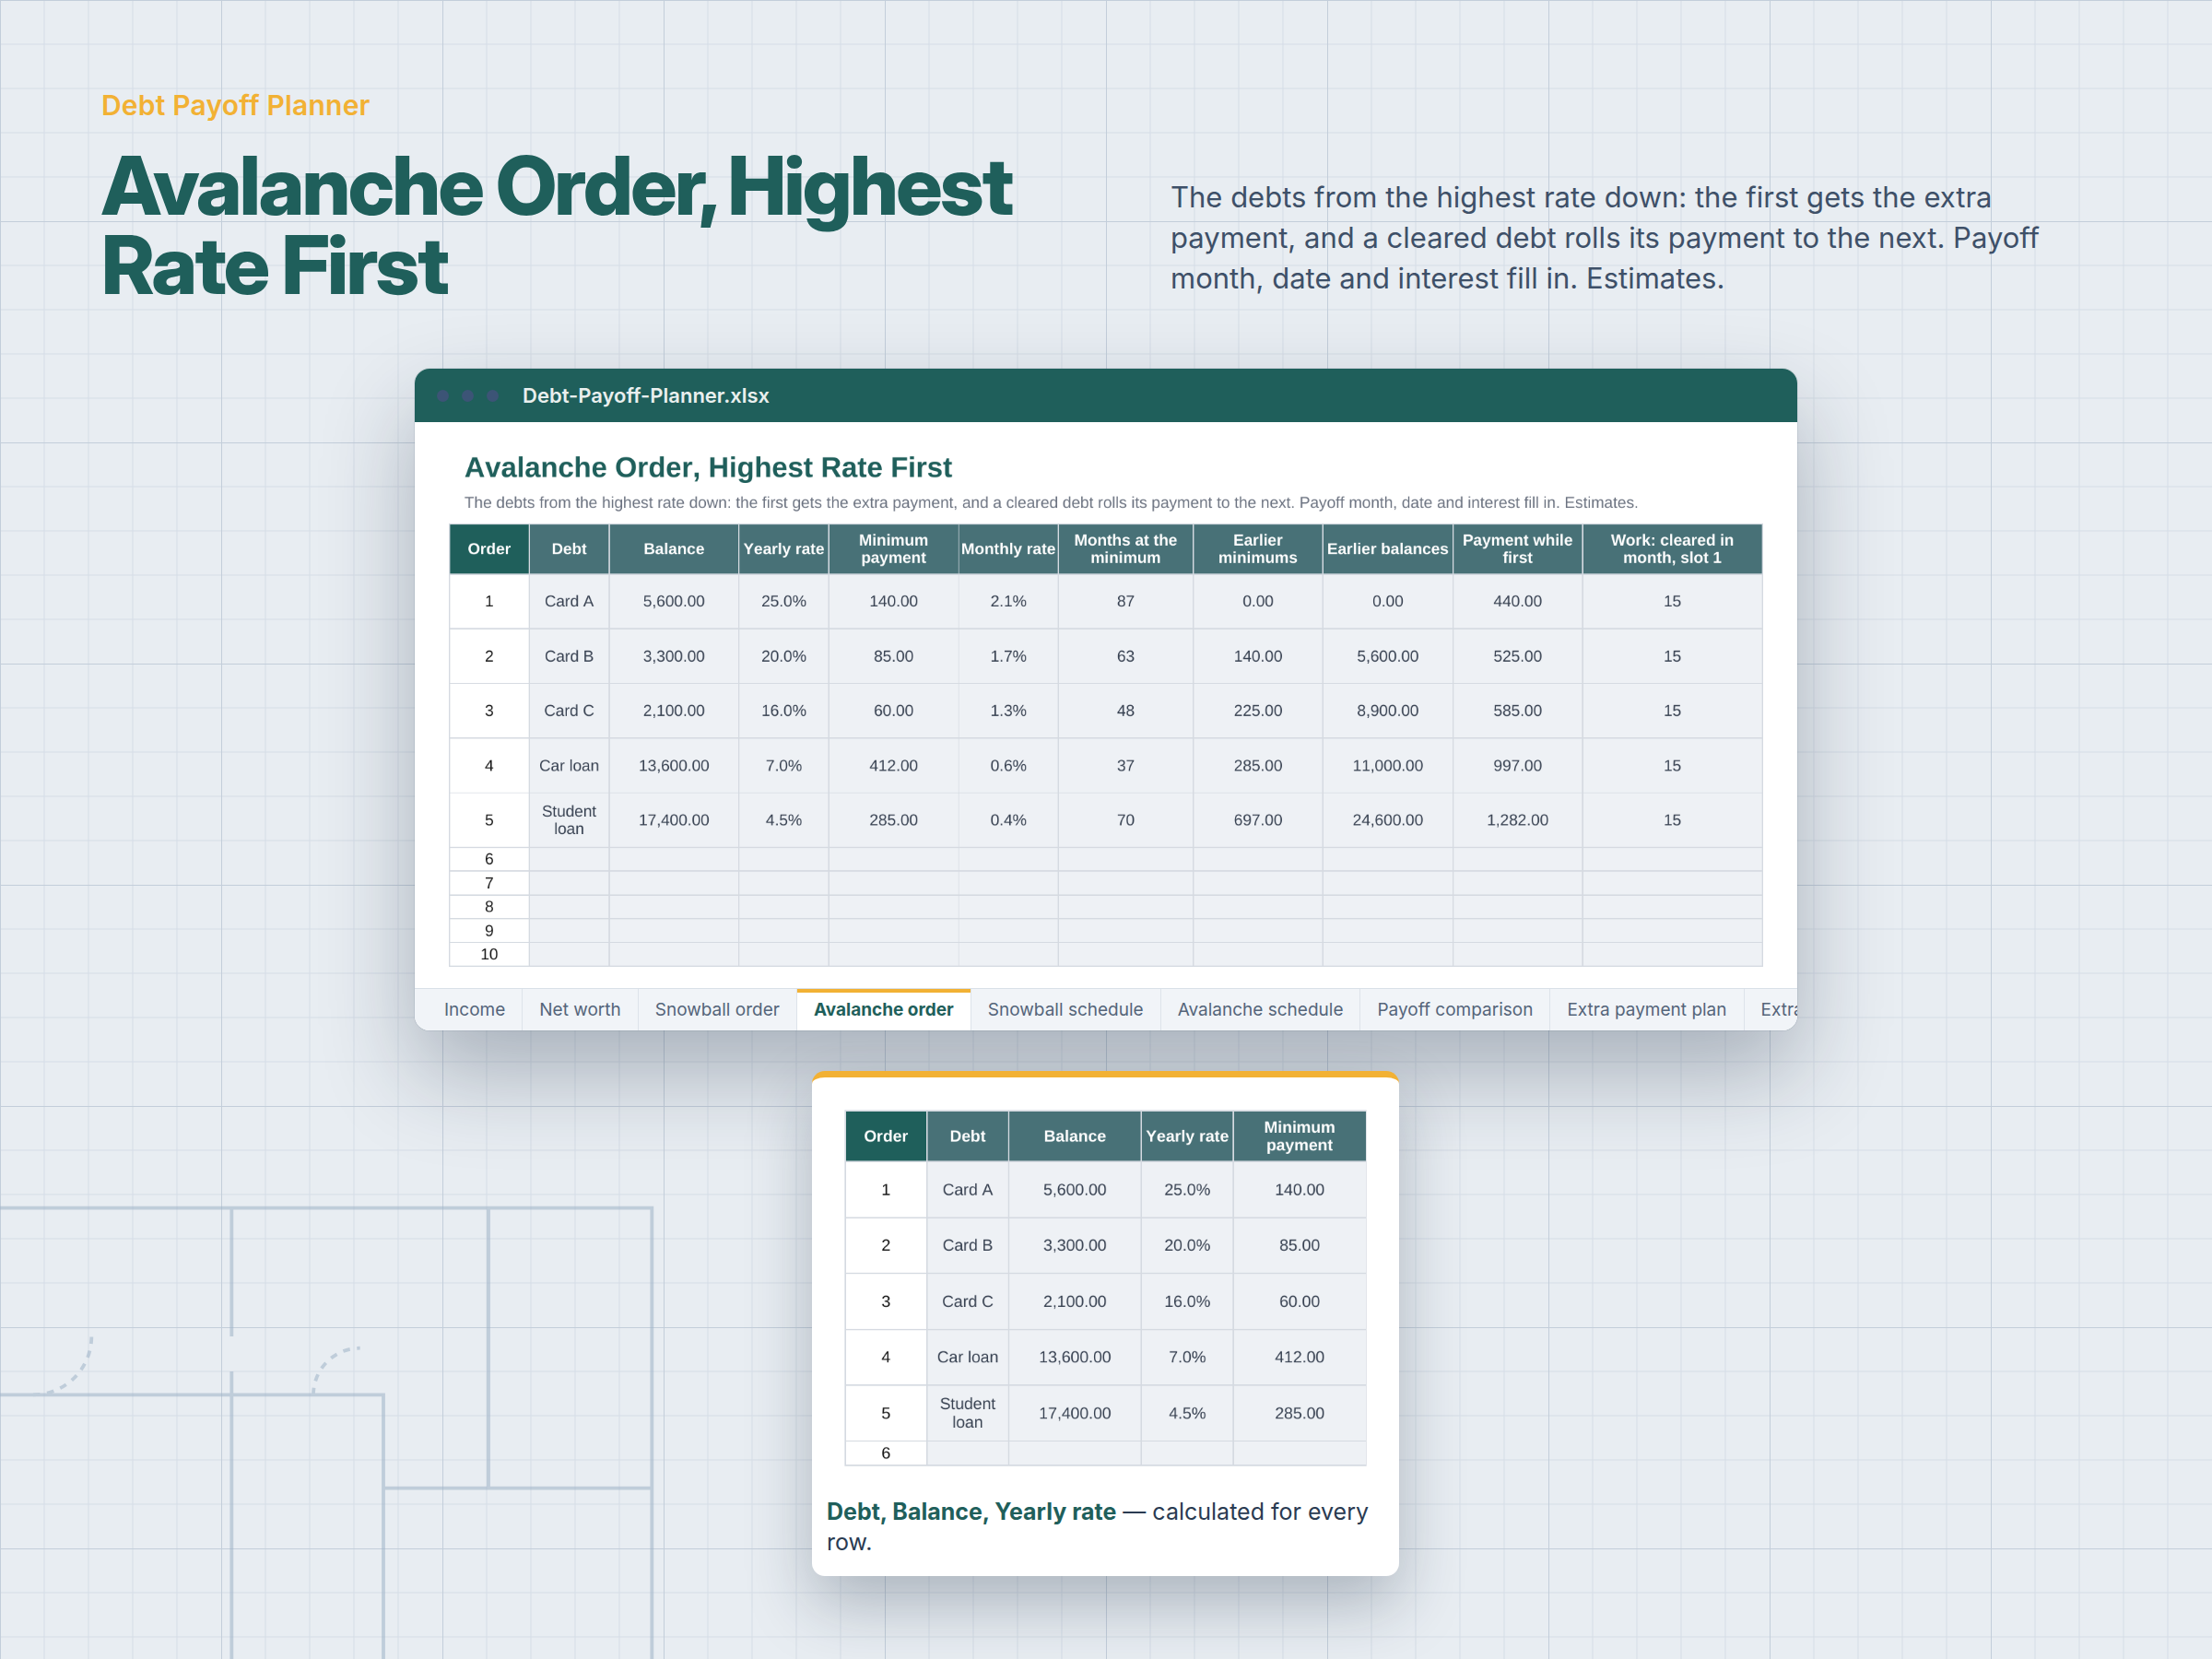 Debt Payoff Planner
Avalanche Order, Highest
Rate First
The debts from the highest rate down: the first gets the extra
payment, and a cleared debt rolls its payment to the next. Payoff
month, date and interest fill in. Estimates.
Debt-Payoff-Planner.xlsx
Avalanche Order, Highest Rate First
The debts from the highest rate down: the first gets the extra payment, and a cleared debt rolls its payment to the next. Payoff month, date and interest fill in. Estimates.
Order Debt Balance Yearly rate Minimum payment Monthly rate Months at the minimum Earlier minimums Earlier balances Payment while first Work: cleared in month, slot 1
1 Card A 5,600.00 25.0% 140.00 2.1% 87 0.00 0.00 440.00 15
2 Card B 3,300.00 20.0% 85.00 1.7% 63 140.00 5,600.00 525.00 15
3 Card C 2,100.00 16.0% 60.00 1.3% 48 225.00 8,900.00 585.00 15
4 Car loan 13,600.00 7.0% 412.00 0.6% 37 285.00 11,000.00 997.00 15
5 Student loan 17,400.00 4.5% 285.00 0.4% 70 697.00 24,600.00 1,282.00 15
6
7
8
9
10
Income Net worth Snowball order Avalanche order Snowball schedule Avalanche schedule Payoff comparison Extra payment plan Extra
Order Debt Balance Yearly rate Minimum payment
1 Card A 5,600.00 25.0% 140.00
2 Card B 3,300.00 20.0% 85.00
3 Card C 2,100.00 16.0% 60.00
4 Car loan 13,600.00 7.0% 412.00
5 Student loan 17,400.00 4.5% 285.00
6
Debt, Balance, Yearly rate — calculated for every
row.